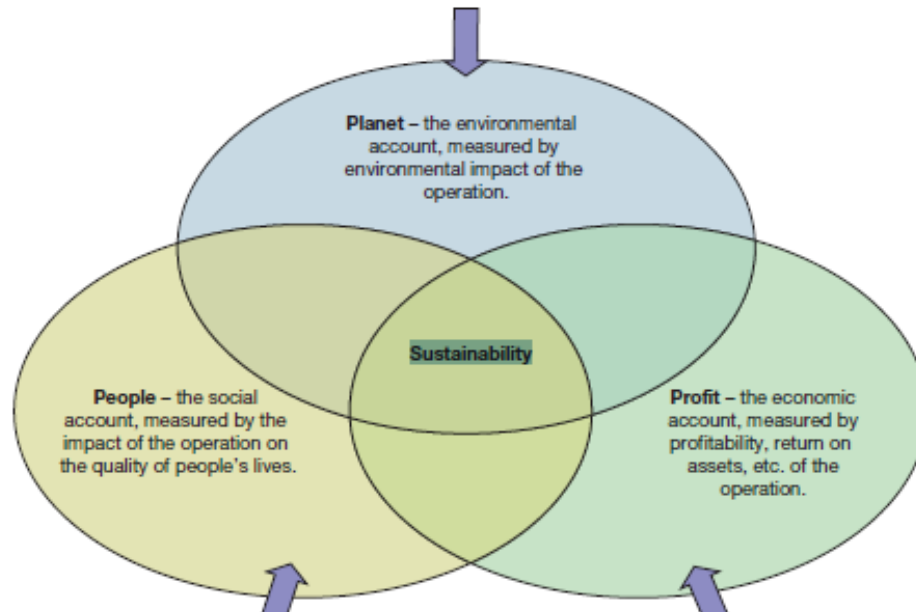 Planet – the environmental
account, measured by
environmental impact of the
operation.
Sustainability
People – the social
account, measured by the
impact of the operation on
the quality of people's lives.
Profit – the economic
account, measured by
profitability, return on
assets, etc. of the
operation.